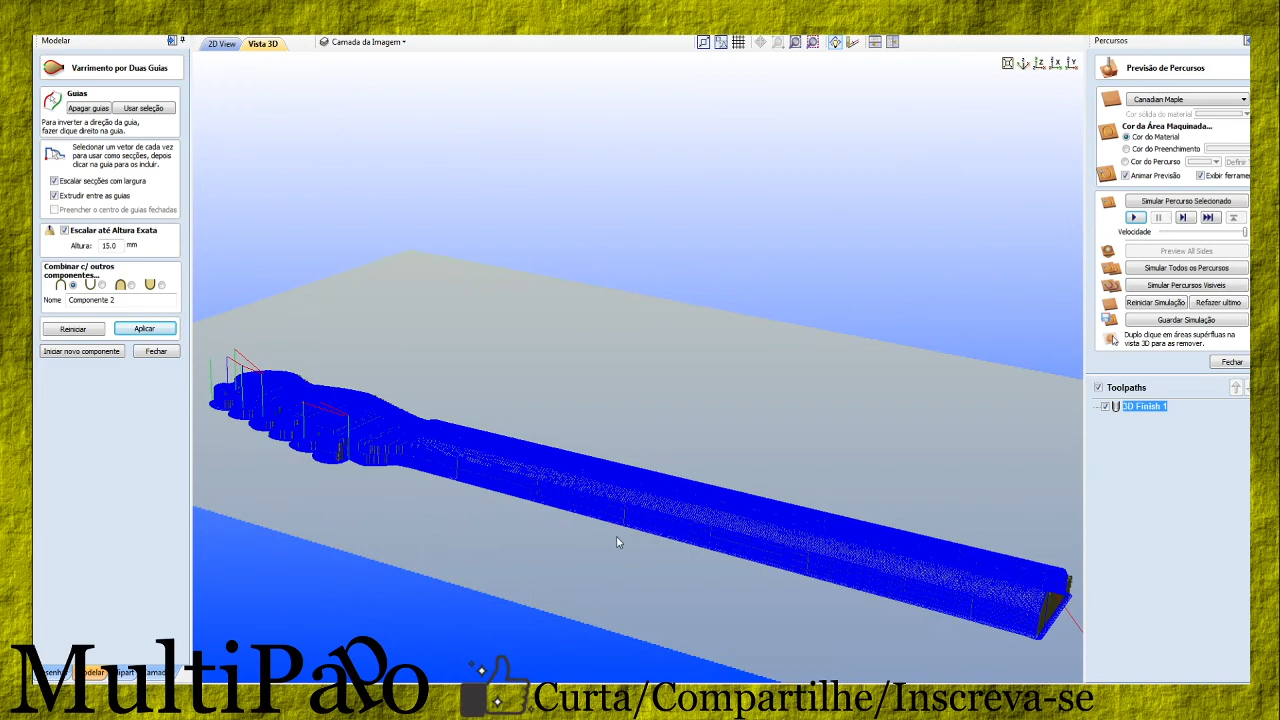 Modelar
Varrimento por Duas Guias
Guias
Apagar guias
Usar seleção
Para inverter a direção da guia,
fazer clique direito na guia.
Selecionar um vetor de cada vez
para usar como secções, depois
clicar na guia para os incluir.
Escalar secções com largura
Extrudir entre as guias
Preencher o centro de guias fechadas
Escalar até Altura Exata
Altura: 15.0 mm
Combinar c/ outros
componentes...
Nome Componente 2
Reiniciar
Aplicar
Iniciar novo componente
Fechar
2D View
Vista 3D
Camada da Imagem
Percursos
Previsão de Percursos
Canadian Maple
Cor sólida do material
Cor da Área Maquinada...
Cor do Material
Cor do Preenchimento
Cor do Percurso
Definir
Animar Previsão
Exibir ferrame
Simular Percurso Selecionado
Velocidade
Preview All Sides
Simular Todos os Percursos
Simular Percursos Visiveis
Reiniciar Simulação
Refazer ultimo
Guardar Simulação
Duplo clique em áreas supérfluas na
vista 3D para as remover.
Fechar
Toolpaths
3D Finish 1
MultiPapo
Curta/Compartilhe/Inscreva-se